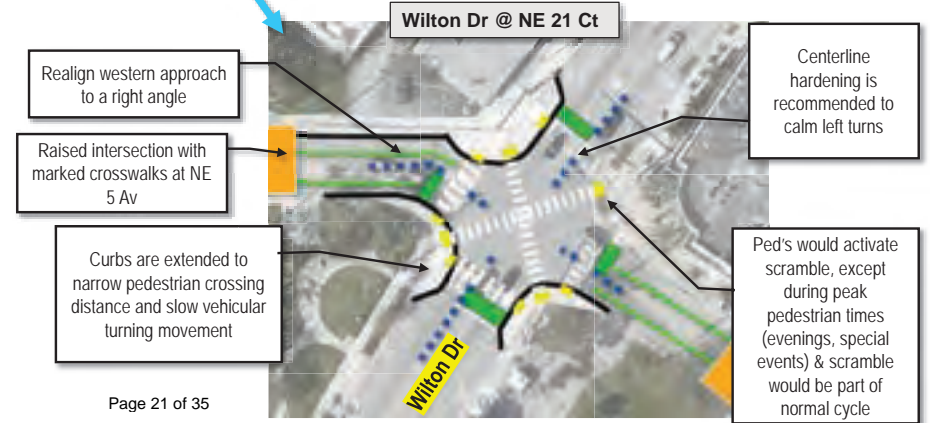 Wilton Dr @ NE 21 Ct
Realign western approach
to a right angle
Raised intersection with
marked crosswalks at NE
5 Av
Curbs are extended to
narrow pedestrian crossing
distance and slow vehicular
turning movement
Centerline
hardening is
recommended to
calm left turns
Ped's would activate
scramble, except
during peak
pedestrian times
(evenings, special
events) & scramble
would be part of
normal cycle
Wilton Dr
Page 21 of 35